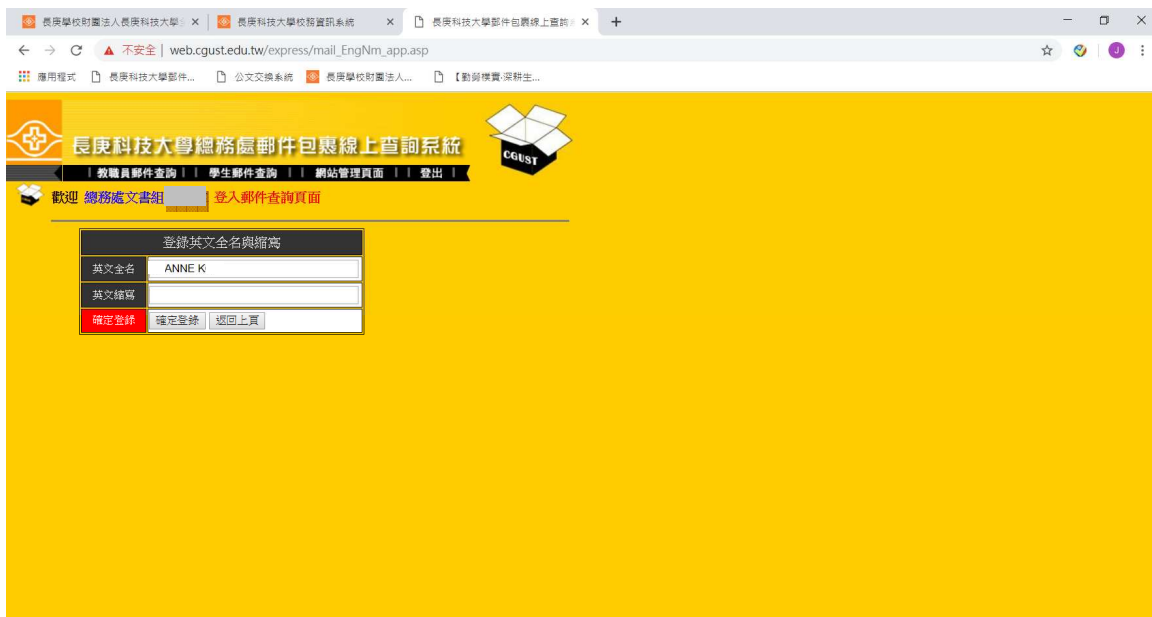 長庚學校財團法人長庚科技大學
長庚科技大學校務資訊系統
長庚科技大學郵件包裹線上查詢
不安全 | web.cgust.edu.tw/express/mail_EngNm_app.asp
J
應用程式
長庚科技大學郵件...
公文交換系統
長庚學校財團法人...
【勤勞樸實‧深耕生...
長庚科技大學總務處郵件包裹線上查詢系統
CGUST
| 教職員郵件查詢 | | 學生郵件查詢 | | 網站管理頁面 | | 登出 |
歡迎 總務處文書組 登入郵件查詢頁面
登錄英文全名與縮寫
英文全名 ANNE K
英文縮寫
確定登錄 確定登錄 返回上頁